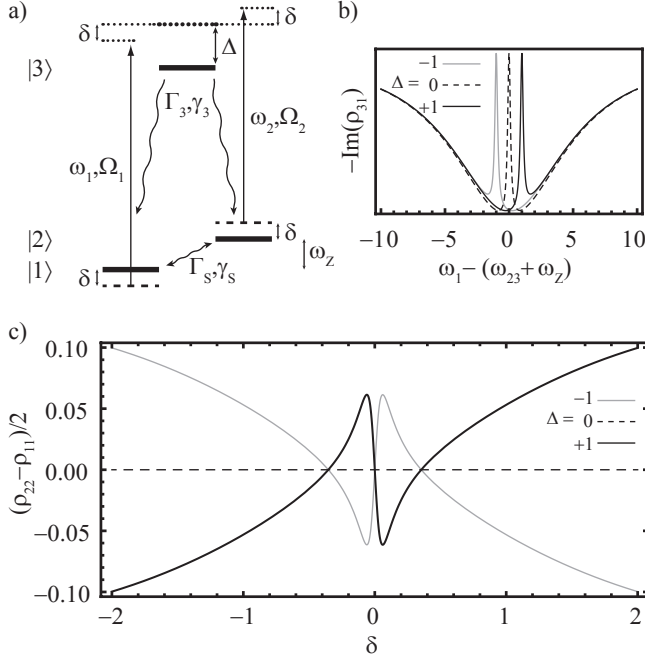 a)
δ
Δ
δ
|3⟩
Γ₃,γ₃
ω₁,Ω₁
ω₂,Ω₂
|2⟩
δ
|1⟩
δ
Γₛ,γₛ
ω_Z
b)
−Im(ρ₃₁)
−1
Δ = 0
+1
−10 −5 0 5 10
ω₁− (ω₂₃+ ω_Z)
c)
(ρ₂₂−ρ₁₁)/2
0.10
0.05
0.00
−0.05
−0.10
−1
Δ = 0
+1
−2 −1 0 1 2
δ